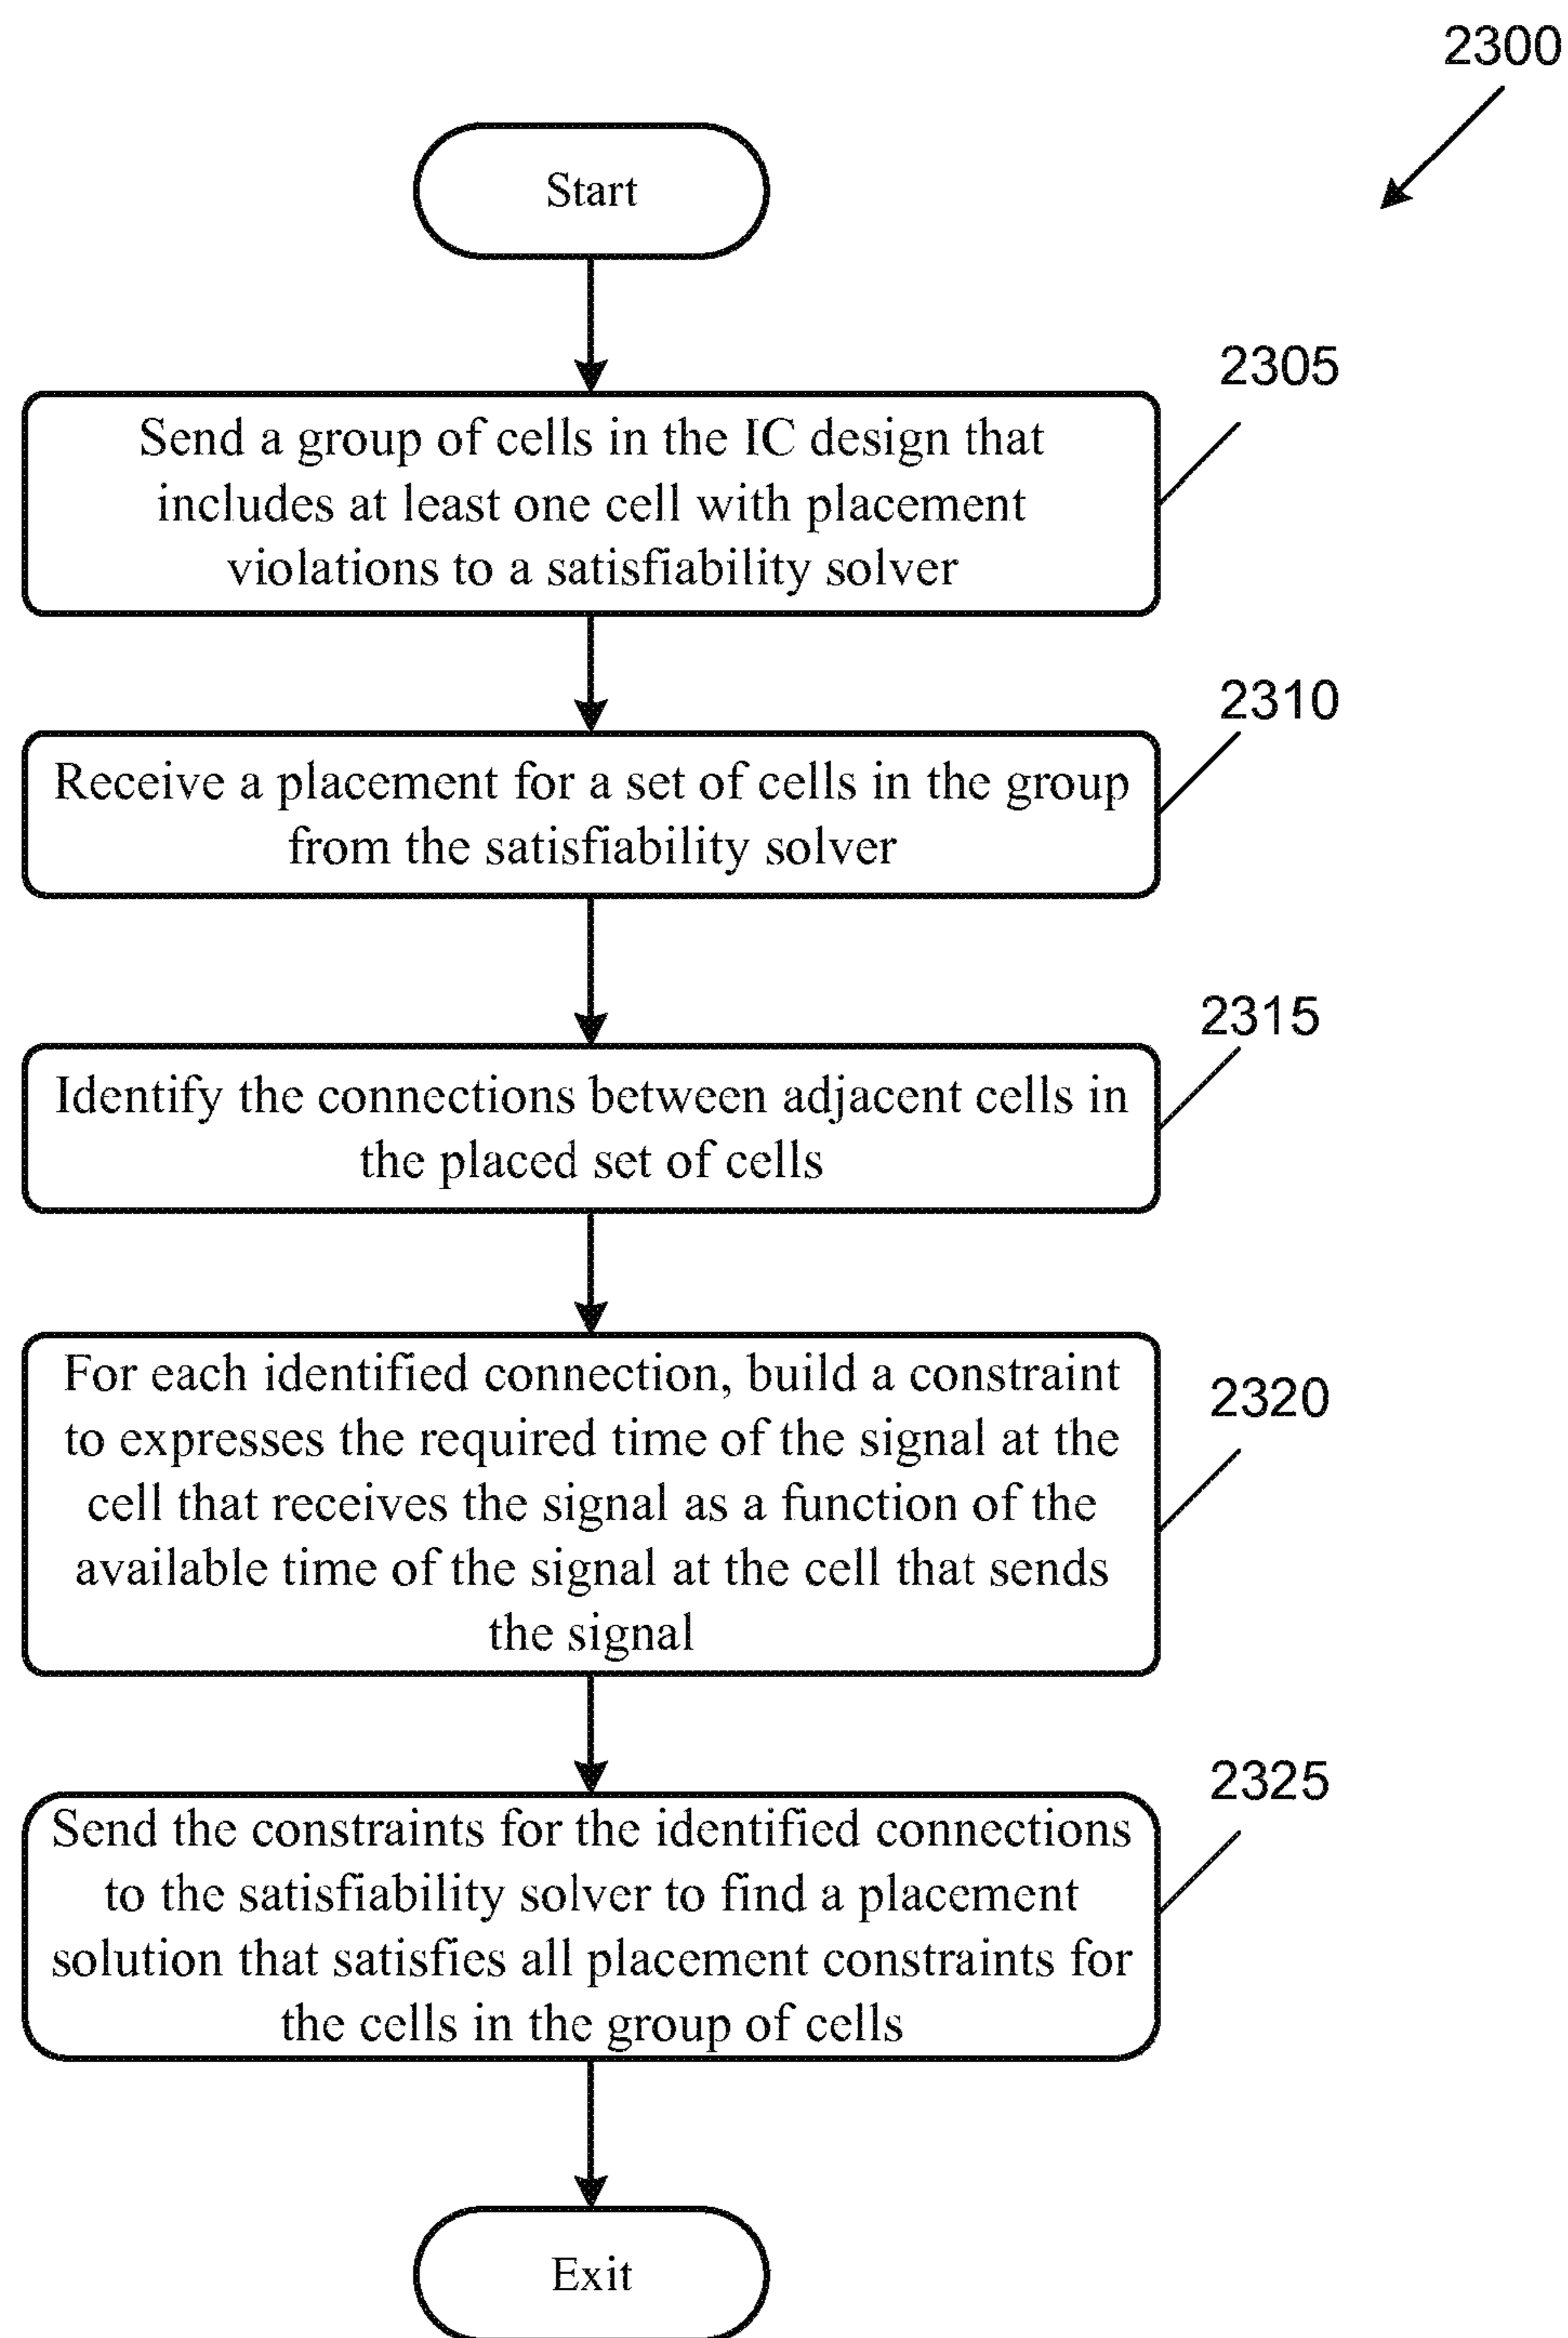 2300
Start
2305
Send a group of cells in the IC design that
includes at least one cell with placement
violations to a satisfiability solver
2310
Receive a placement for a set of cells in the group
from the satisfiability solver
2315
Identify the connections between adjacent cells in
the placed set of cells
2320
For each identified connection, build a constraint
to expresses the required time of the signal at the
cell that receives the signal as a function of the
available time of the signal at the cell that sends
the signal
2325
Send the constraints for the identified connections
to the satisfiability solver to find a placement
solution that satisfies all placement constraints for
the cells in the group of cells
Exit